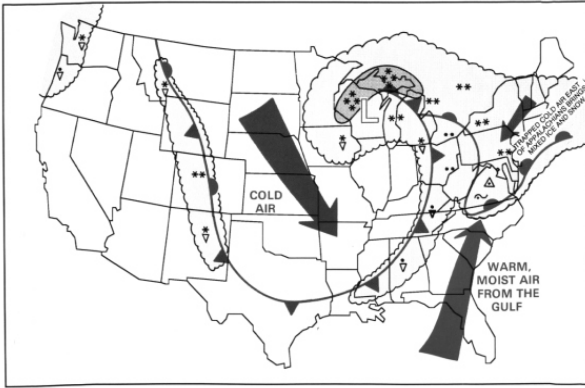 L
COLD
AIR
TRAPPED COLD AIR EAST
OF APPALACHIANS BRINGS
MIXED ICE AND SNOW
WARM,
MOIST AIR
FROM THE
GULF